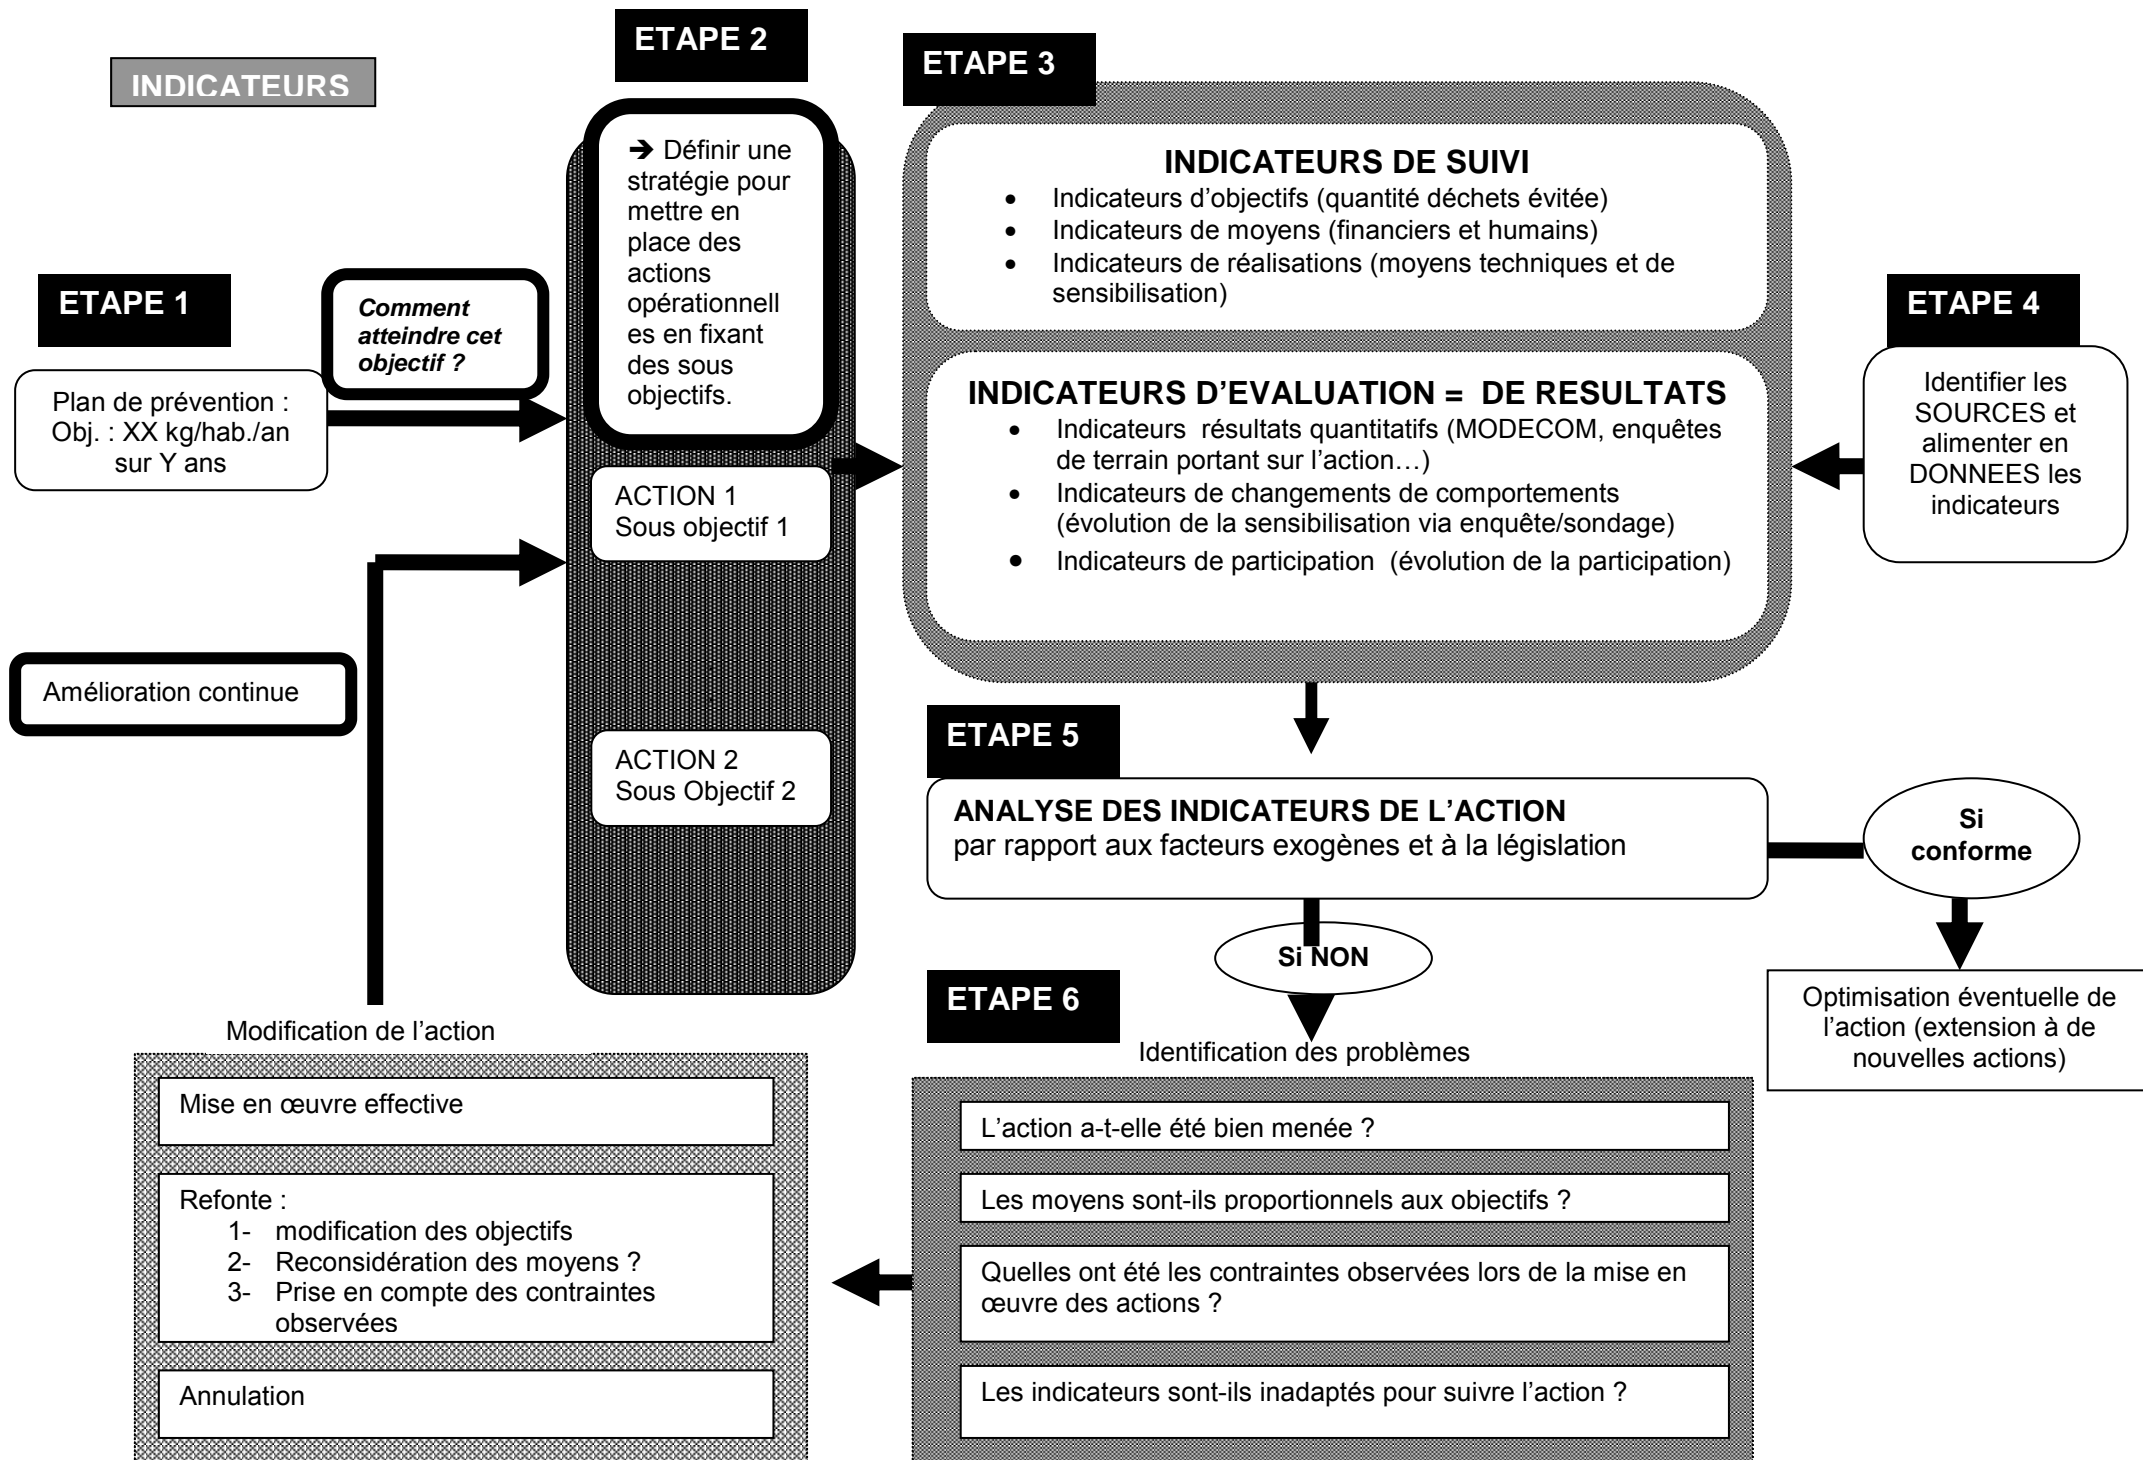 INDICATEURS
ETAPE 1
Plan de prévention :
Obj. : XX kg/hab./an
sur Y ans
Comment
atteindre cet
objectif ?
Amélioration continue
ETAPE 2
➔ Définir une
stratégie pour
mettre en
place des
actions
opérationnell
es en fixant
des sous
objectifs.
ACTION 1
Sous objectif 1
.
.
ACTION 2
Sous Objectif 2
ETAPE 3
INDICATEURS DE SUIVI
• Indicateurs d’objectifs (quantité déchets évitée)
• Indicateurs de moyens (financiers et humains)
• Indicateurs de réalisations (moyens techniques et de
sensibilisation)
INDICATEURS D’EVALUATION = DE RESULTATS
• Indicateurs résultats quantitatifs (MODECOM, enquêtes
de terrain portant sur l’action…)
• Indicateurs de changements de comportements
(évolution de la sensibilisation via enquête/sondage)
• Indicateurs de participation (évolution de la participation)
ETAPE 4
Identifier les
SOURCES et
alimenter en
DONNEES les
indicateurs
ETAPE 5
ANALYSE DES INDICATEURS DE L’ACTION
par rapport aux facteurs exogènes et à la législation
Si
conforme
Optimisation éventuelle de
l’action (extension à de
nouvelles actions)
Si NON
ETAPE 6
Identification des problèmes
L’action a-t-elle été bien menée ?
Les moyens sont-ils proportionnels aux objectifs ?
Quelles ont été les contraintes observées lors de la mise en
œuvre des actions ?
Les indicateurs sont-ils inadaptés pour suivre l’action ?
Modification de l’action
Mise en œuvre effective
Refonte :
1- modification des objectifs
2- Reconsidération des moyens ?
3- Prise en compte des contraintes
observées
Annulation